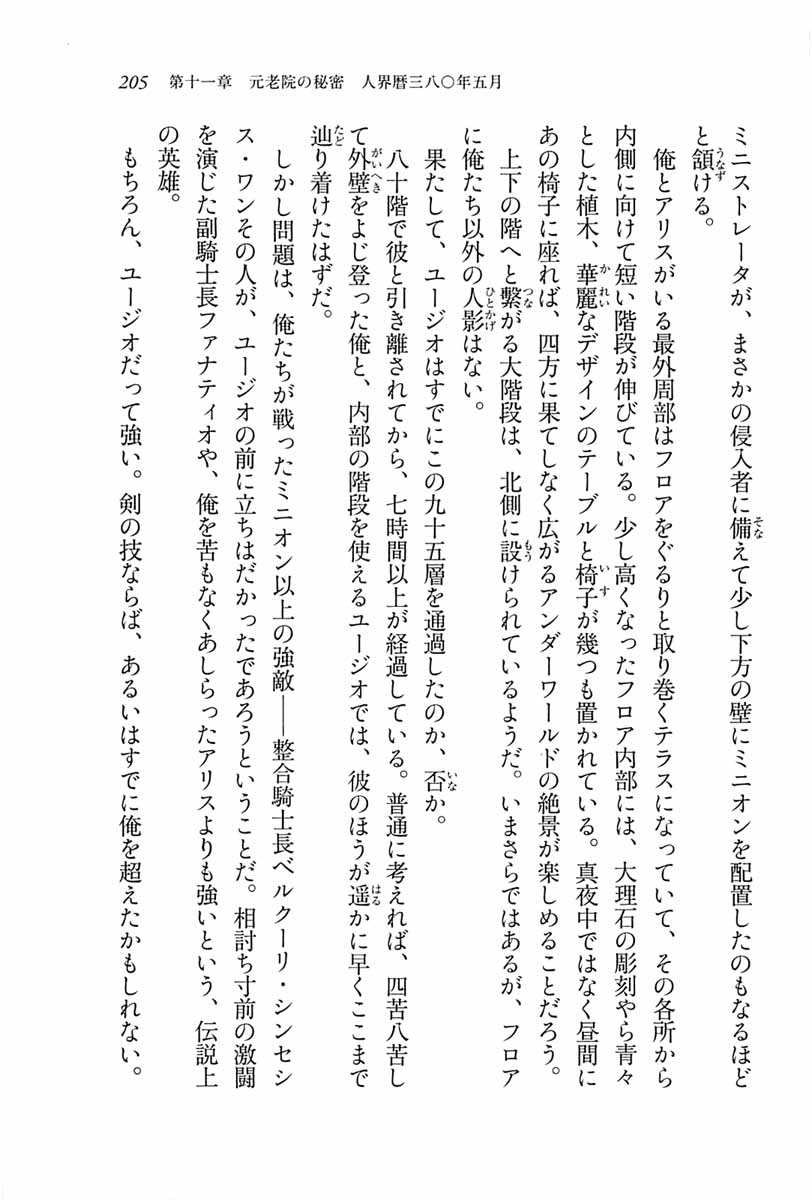 205　第十一章　元老院の秘密　人界暦三八〇年五月
ミニストレータが、まさかの侵入者に備えて少し下方の壁にミニオンを配置したのもなるほど
と頷ける。
　俺とアリスがいる最外周部はフロアをぐるりと取り巻くテラスになっていて、その各所から
内側に向けて短い階段が伸びている。少し高くなったフロア内部には、大理石の彫刻やら青々
とした植木、華麗なデザインのテーブルと椅子が幾つも置かれている。真夜中ではなく昼間に
あの椅子に座れば、四方に果てしなく広がるアンダーワールドの絶景が楽しめることだろう。
　上下の階へと繫がる大階段は、北側に設けられているようだ。いまさらではあるが、フロア
に俺たち以外の人影はない。
　果たして、ユージオはすでにこの九十五層を通過したのか、否か。
　八十階で彼と引き離されてから、七時間以上が経過している。普通に考えれば、四苦八苦し
て外壁をよじ登った俺と、内部の階段を使えるユージオでは、彼のほうが遥かに早くここまで
辿り着けたはずだ。
　しかし問題は、俺たちが戦ったミニオン以上の強敵――整合騎士長ベルクーリ・シンセシ
ス・ワンその人が、ユージオの前に立ちはだかったであろうということだ。相討ち寸前の激闘
を演じた副騎士長ファナティオや、俺を苦もなくあしらったアリスよりも強いという、伝説上
の英雄。
　もちろん、ユージオだって強い。剣の技ならば、あるいはすでに俺を超えたかもしれない。